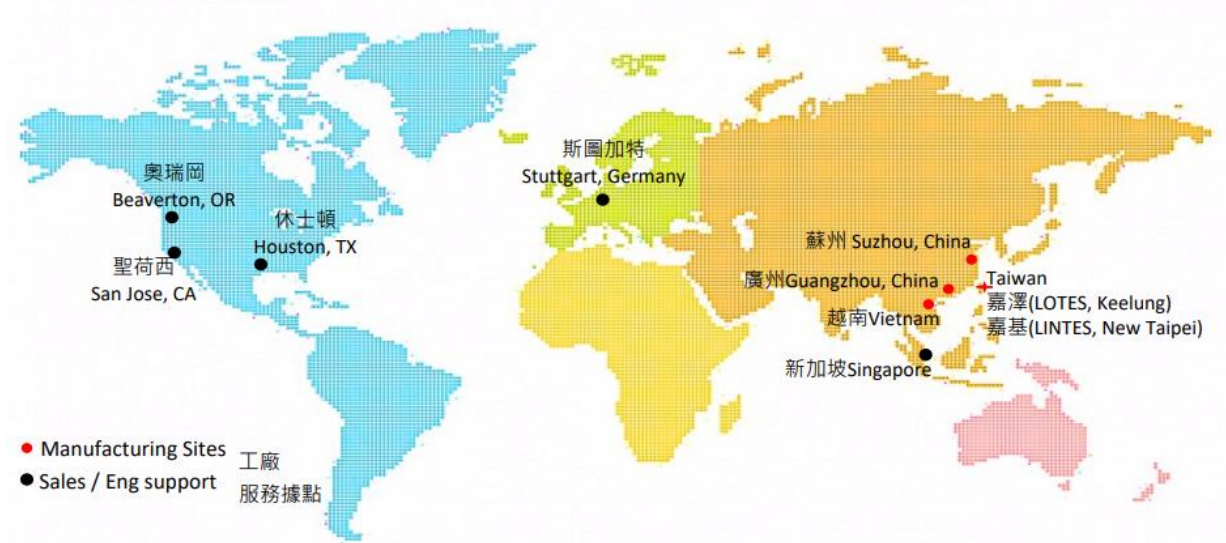 斯圖加特
Stuttgart, Germany
奧瑞岡
Beaverton, OR
休士頓
Houston, TX
聖荷西
San Jose, CA
蘇州 Suzhou, China
廣州Guangzhou, China
越南Vietnam
Taiwan
嘉澤(LOTES, Keelung)
嘉基(LINTES, New Taipei)
新加坡Singapore
Manufacturing Sites 工廠
Sales / Eng support 服務據點